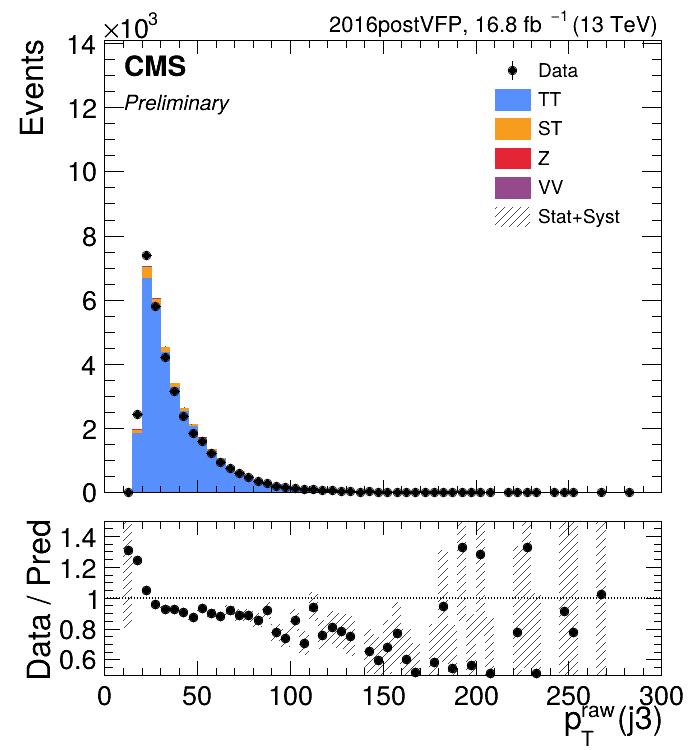 ×10³
2016postVFP, 16.8 fb⁻¹ (13 TeV)
CMS
Preliminary
Data
TT
ST
Z
VV
Stat+Syst
Events
14
12
10
8
6
4
2
0
Data / Pred
1.4
1.2
1
0.8
0.6
0 50 100 150 200 250 300
p_T^raw(j3)